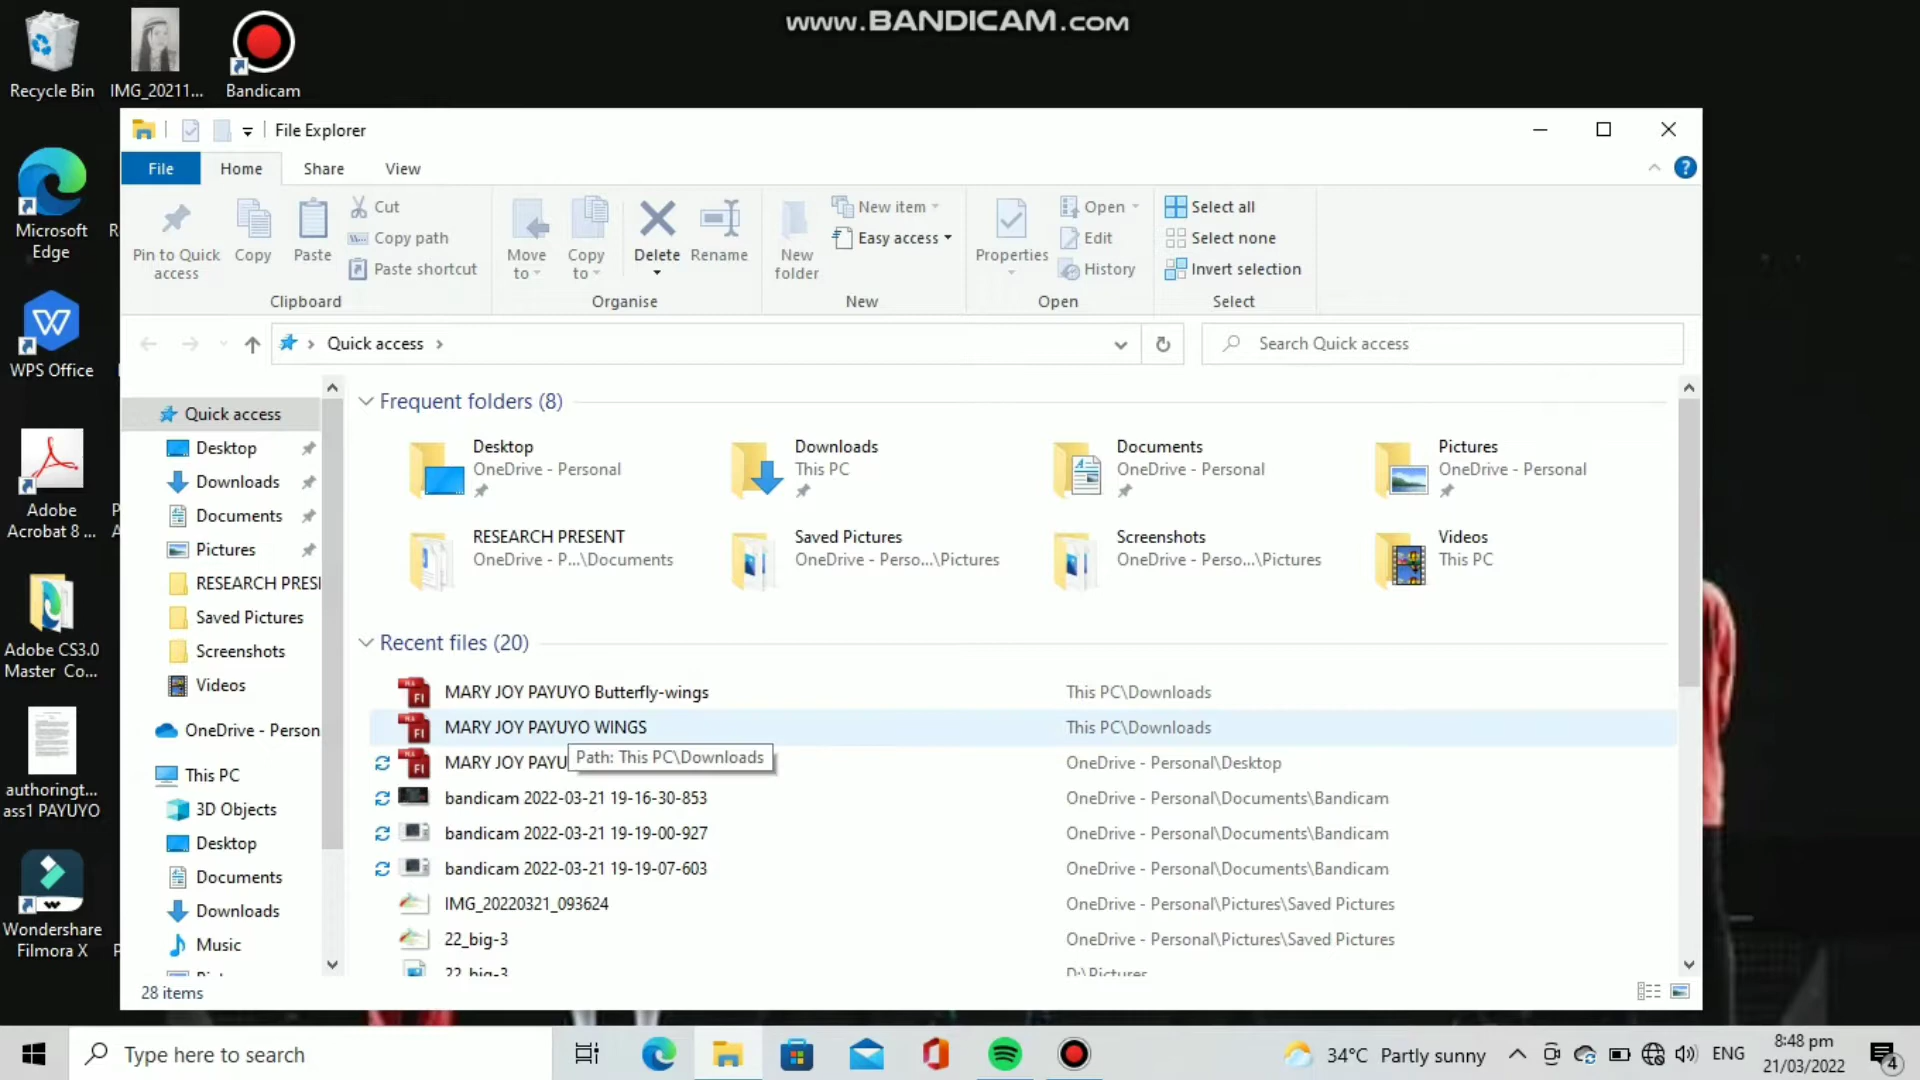 www.BANDICAM.com
Recycle Bin
IMG_20211...
Bandicam
File Explorer
File
Home
Share
View
Pin to Quick access
Copy
Paste
Cut
Copy path
Paste shortcut
Clipboard
Move to
Copy to
Delete
Rename
Organise
New folder
New item
Easy access
New
Properties
Open
Edit
History
Open
Select all
Select none
Invert selection
Select
Quick access
Search Quick access
Microsoft Edge
WPS Office
Adobe Acrobat 8 ...
Adobe CS3.0 Master Co...
authoringt... ass1 PAYUYO
Wondershare Filmora X
Quick access
Desktop
Downloads
Documents
Pictures
RESEARCH PRESI
Saved Pictures
Screenshots
Videos
OneDrive - Person
This PC
3D Objects
Desktop
Documents
Downloads
Music
Frequent folders (8)
Desktop
OneDrive - Personal
Downloads
This PC
Documents
OneDrive - Personal
Pictures
OneDrive - Personal
RESEARCH PRESENT
OneDrive - P...\Documents
Saved Pictures
OneDrive - Perso...\Pictures
Screenshots
OneDrive - Perso...\Pictures
Videos
This PC
Recent files (20)
MARY JOY PAYUYO Butterfly-wings This PC\Downloads
MARY JOY PAYUYO WINGS This PC\Downloads
Path: This PC\Downloads
MARY JOY PAYU OneDrive - Personal\Desktop
bandicam 2022-03-21 19-16-30-853 OneDrive - Personal\Documents\Bandicam
bandicam 2022-03-21 19-19-00-927 OneDrive - Personal\Documents\Bandicam
bandicam 2022-03-21 19-19-07-603 OneDrive - Personal\Documents\Bandicam
IMG_20220321_093624 OneDrive - Personal\Pictures\Saved Pictures
22_big-3 OneDrive - Personal\Pictures\Saved Pictures
22_big-3 D:\Pictures
28 items
Type here to search
34°C Partly sunny
ENG
8:48 pm
21/03/2022
4